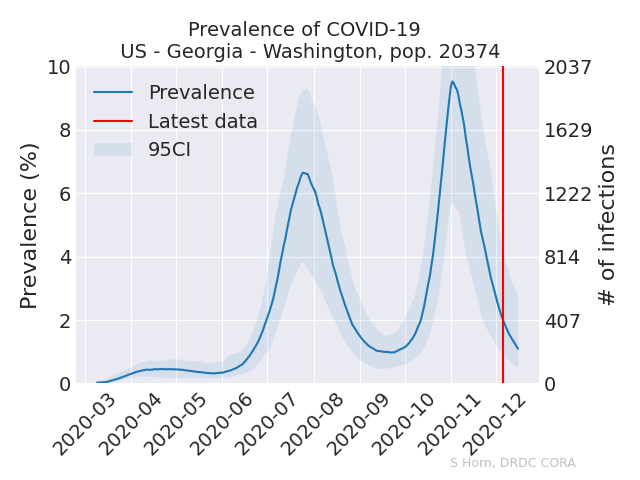 Prevalence of COVID-19
US - Georgia - Washington, pop. 20374
Prevalence
Latest data
95CI
Prevalence (%)
10
8
6
4
2
0
2037
1629
1222
814
407
0
# of infections
2020-03
2020-04
2020-05
2020-06
2020-07
2020-08
2020-09
2020-10
2020-11
2020-12
S Horn, DRDC CORA